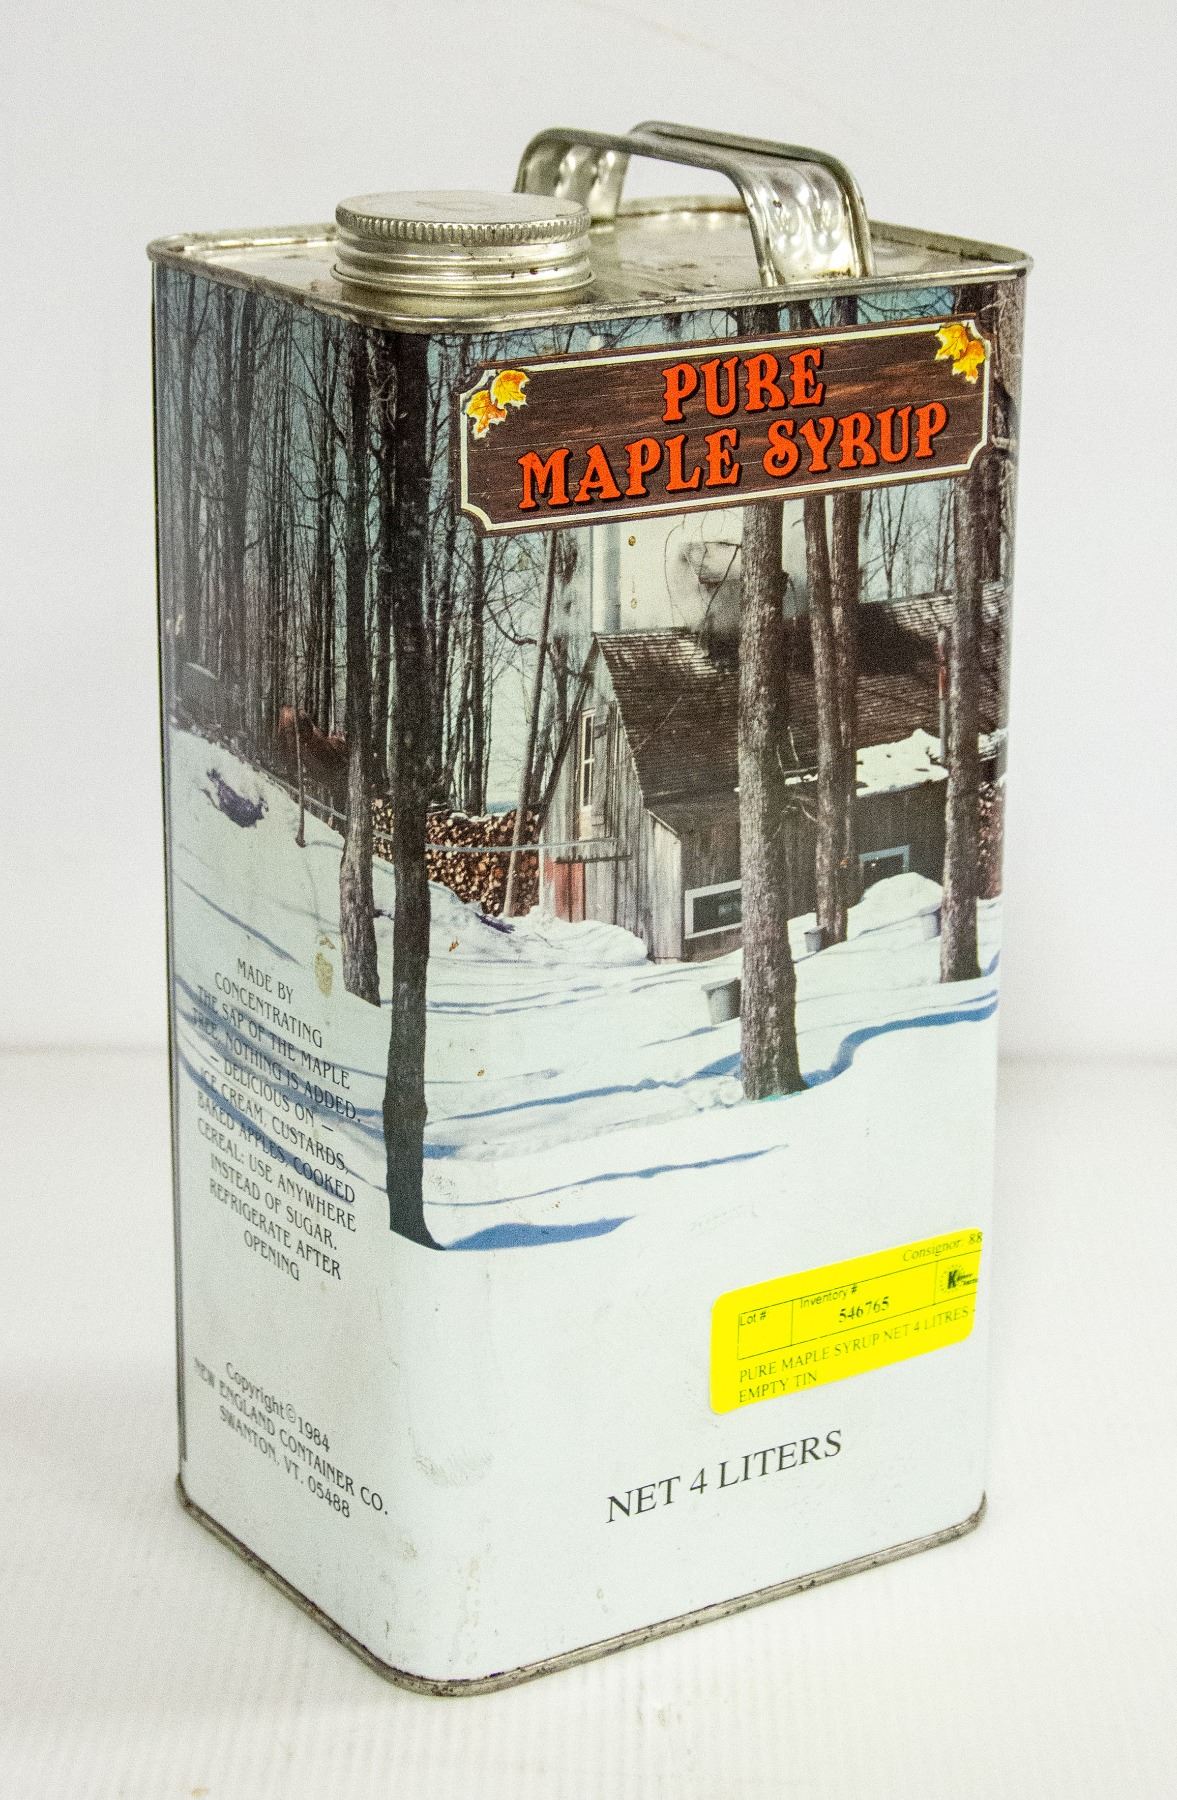 PURE
MAPLE SYRUP
MADE BY
CONCENTRATING
THE SAP OF THE MAPLE
TREE. NOTHING IS ADDED.
– DELICIOUS ON –
ICE CREAM, CUSTARDS,
BAKED APPLES, COOKED
CEREAL; USE ANYWHERE
INSTEAD OF SUGAR.
REFRIGERATE AFTER
OPENING
Copyright © 1984
NEW ENGLAND CONTAINER CO.
SWANTON, VT. 05488
Consignor: 88
Lot #
Inventory #
546765
PURE MAPLE SYRUP NET 4 LITRES -
EMPTY TIN
NET 4 LITERS